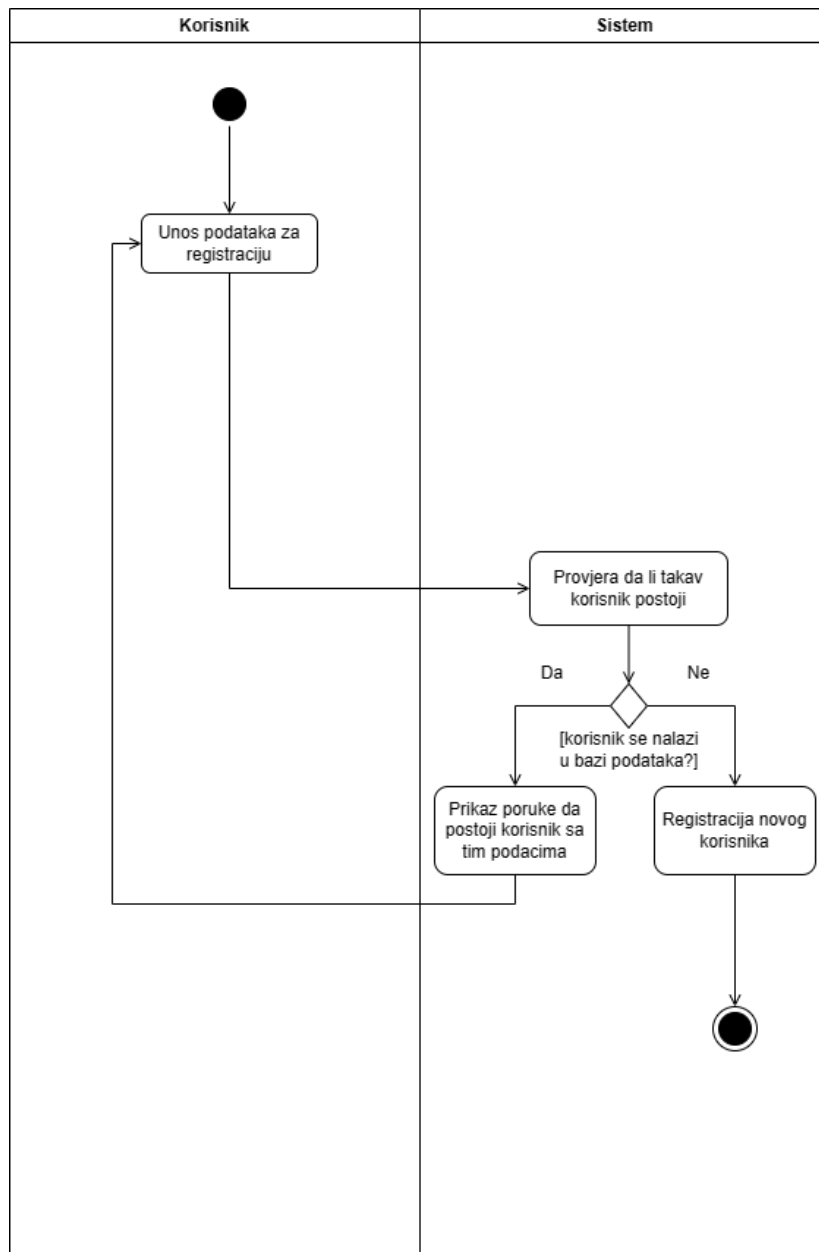 Korisnik
Sistem
Unos podataka za
registraciju
Provjera da li takav
korisnik postoji
Da
Ne
[korisnik se nalazi
u bazi podataka?]
Prikaz poruke da
postoji korisnik sa
tim podacima
Registracija novog
korisnika